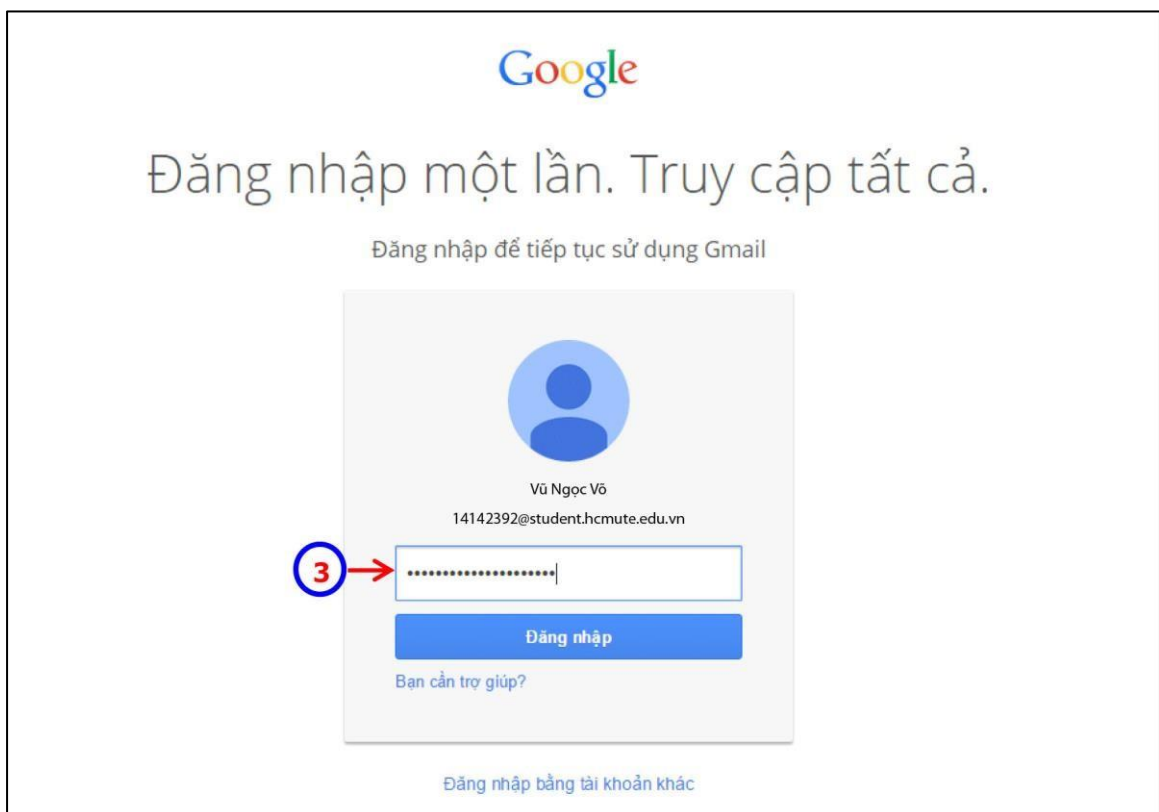 Google
Đăng nhập một lần. Truy cập tất cả.
Đăng nhập để tiếp tục sử dụng Gmail
Vũ Ngọc Võ
14142392@student.hcmute.edu.vn
3
Đăng nhập
Bạn cần trợ giúp?
Đăng nhập bằng tài khoản khác